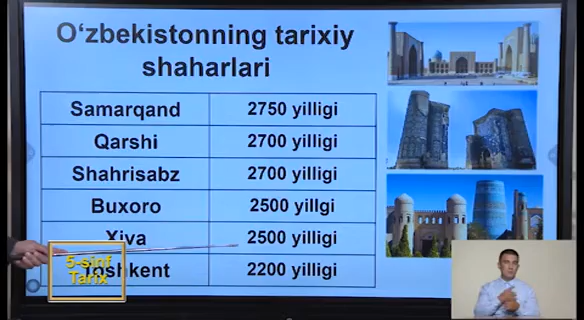 Oʻzbekistonning tarixiy
shaharlari
Samarqand 2750 yilligi
Qarshi 2700 yilligi
Shahrisabz 2700 yilligi
Buxoro 2500 yillgi
Xiva 2500 yilligi
Toshkent 2200 yilligi
5-sinf
Tarix